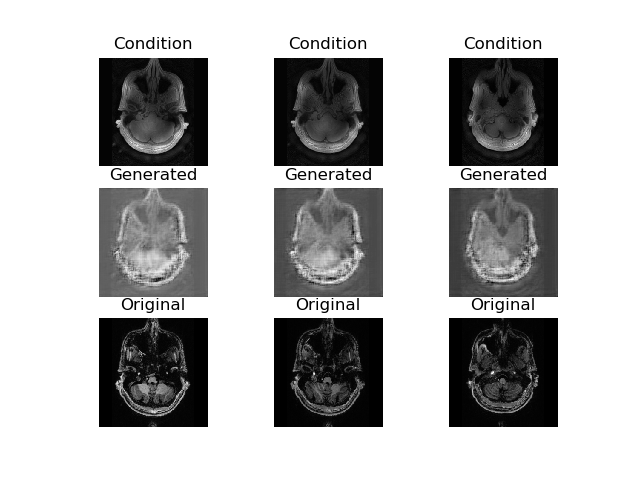 Condition Condition Condition
Generated Generated Generated
Original Original Original